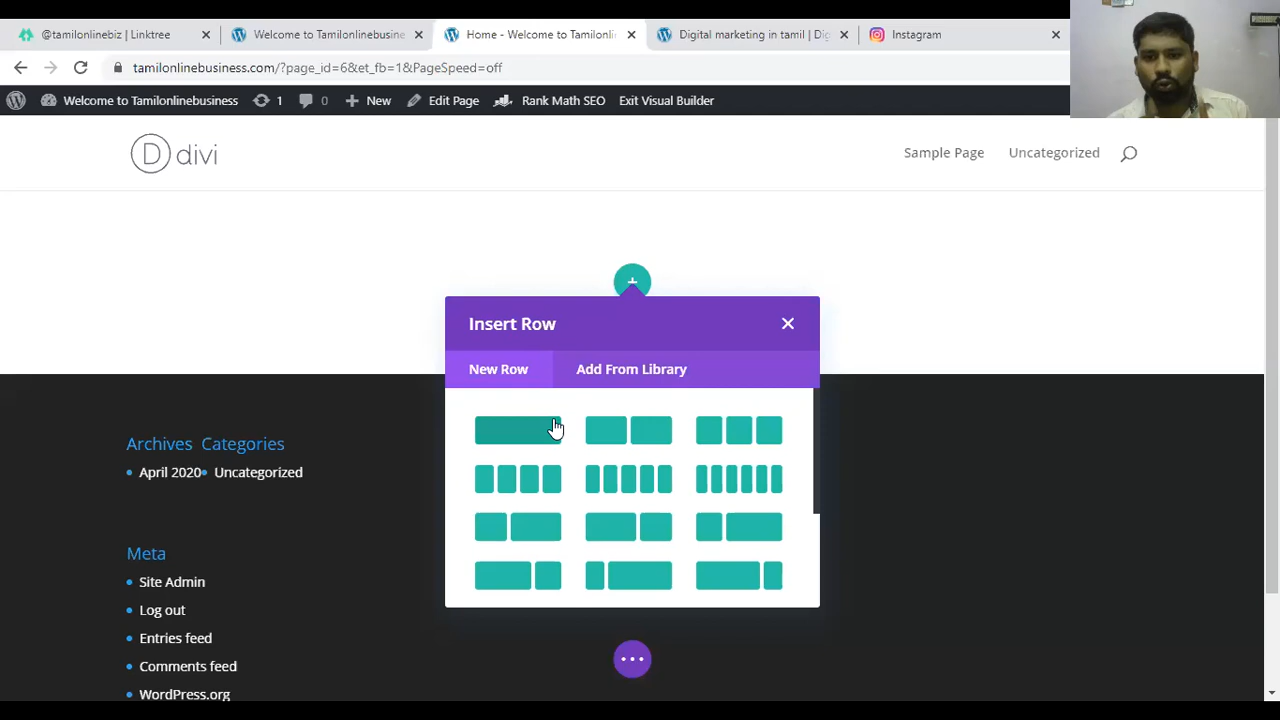 @tamilonlinebiz | Linktree
Welcome to Tamilonlinebusine
Home - Welcome to Tamilonli
Digital marketing in tamil | Dig
Instagram
tamilonlinebusiness.com/?page_id=6&et_fb=1&PageSpeed=off
Welcome to Tamilonlinebusiness
1
0
New
Edit Page
Rank Math SEO
Exit Visual Builder
D divi
Sample Page
Uncategorized
Insert Row
New Row
Add From Library
Archives
Categories
April 2020
Uncategorized
Meta
Site Admin
Log out
Entries feed
Comments feed
WordPress.org